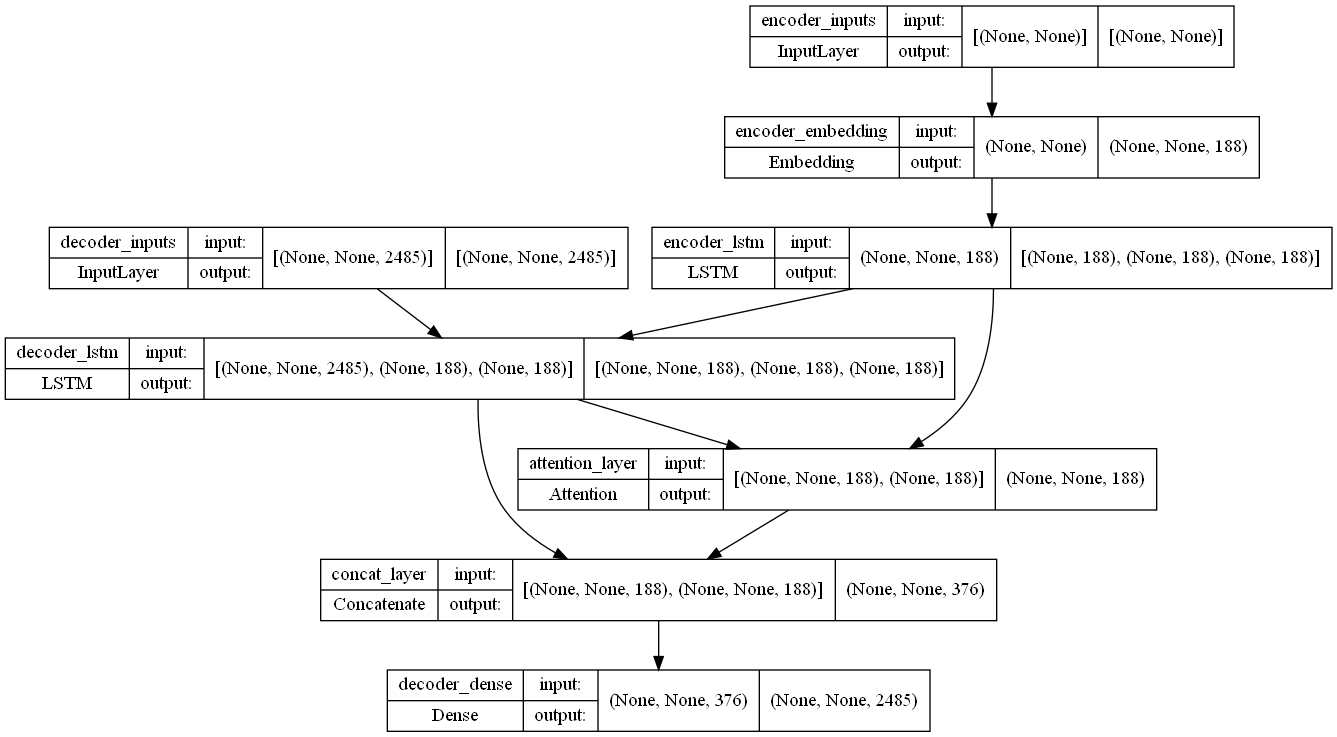 encoder_inputs input: [(None, None)] [(None, None)]
InputLayer output:
encoder_embedding input: (None, None) (None, None, 188)
Embedding output:
decoder_inputs input: [(None, None, 2485)] [(None, None, 2485)]
InputLayer output:
encoder_lstm input: (None, None, 188) [(None, 188), (None, 188), (None, 188)]
LSTM output:
decoder_lstm input: [(None, None, 2485), (None, 188), (None, 188)] [(None, None, 188), (None, 188), (None, 188)]
LSTM output:
attention_layer input: [(None, None, 188), (None, 188)] (None, None, 188)
Attention output:
concat_layer input: [(None, None, 188), (None, None, 188)] (None, None, 376)
Concatenate output:
decoder_dense input: (None, None, 376) (None, None, 2485)
Dense output: